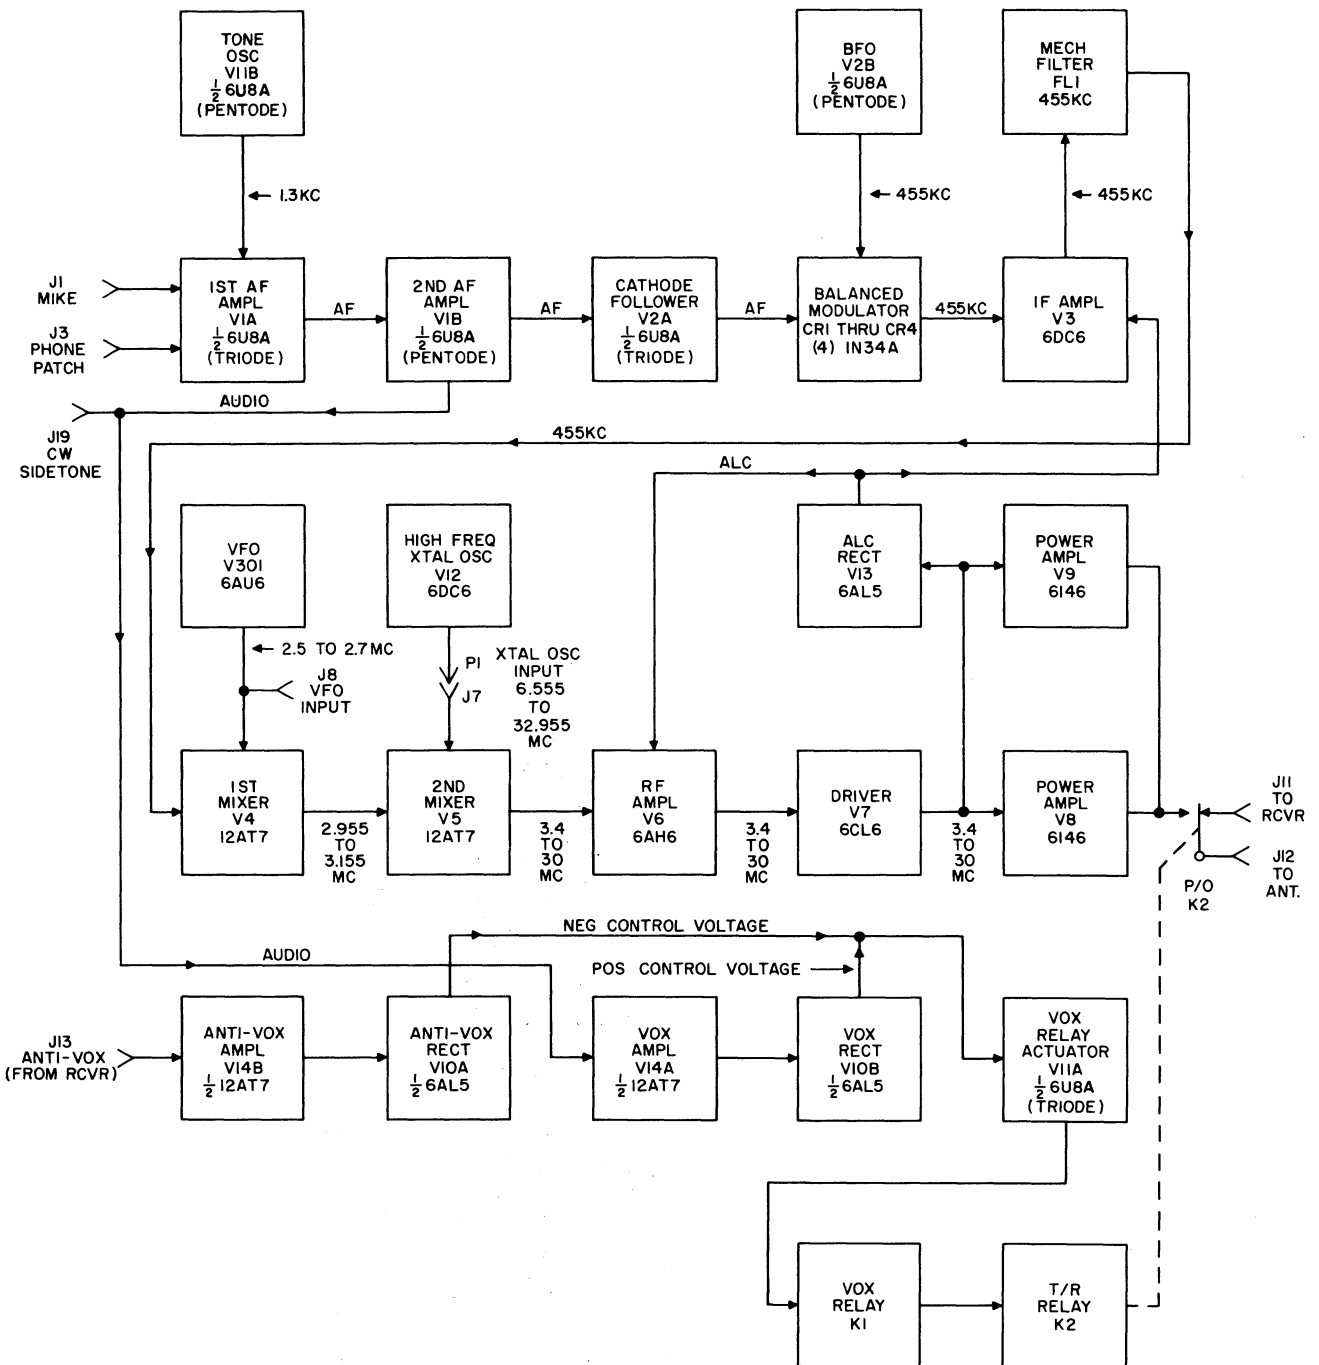 TONE
OSC
V11B
1/2 6U8A
(PENTODE)
BFO
V2B
1/2 6U8A
(PENTODE)
MECH
FILTER
FL1
455KC
1.3KC
455KC
455KC
J1
MIKE
J3
PHONE
PATCH
1ST AF
AMPL
V1A
1/2 6U8A
(TRIODE)
AF
2ND AF
AMPL
V1B
1/2 6U8A
(PENTODE)
AF
CATHODE
FOLLOWER
V2A
1/2 6U8A
(TRIODE)
AF
BALANCED
MODULATOR
CR1 THRU CR4
(4) 1N34A
455KC
IF AMPL
V3
6DC6
AUDIO
J19
CW
SIDETONE
455KC
ALC
VFO
V301
6AU6
HIGH FREQ
XTAL OSC
V12
6DC6
ALC
RECT
V13
6AL5
POWER
AMPL
V9
6146
2.5 TO 2.7MC
J8
VFO
INPUT
P1
J7
XTAL OSC
INPUT
6.555
TO
32.955
MC
1ST
MIXER
V4
12AT7
2.955
TO
3.155
MC
2ND
MIXER
V5
12AT7
3.4
TO
30
MC
RF
AMPL
V6
6AH6
3.4
TO
30
MC
DRIVER
V7
6CL6
3.4
TO
30
MC
POWER
AMPL
V8
6146
J11
TO
RCVR
J12
TO
ANT.
P/O
K2
NEG CONTROL VOLTAGE
AUDIO
POS CONTROL VOLTAGE
J13
ANTI-VOX
(FROM RCVR)
ANTI-VOX
AMPL
V14B
1/2 12AT7
ANTI-VOX
RECT
V10A
1/2 6AL5
VOX
AMPL
V14A
1/2 12AT7
VOX
RECT
V10B
1/2 6AL5
VOX
RELAY
ACTUATOR
V11A
1/2 6U8A
(TRIODE)
VOX
RELAY
K1
T/R
RELAY
K2